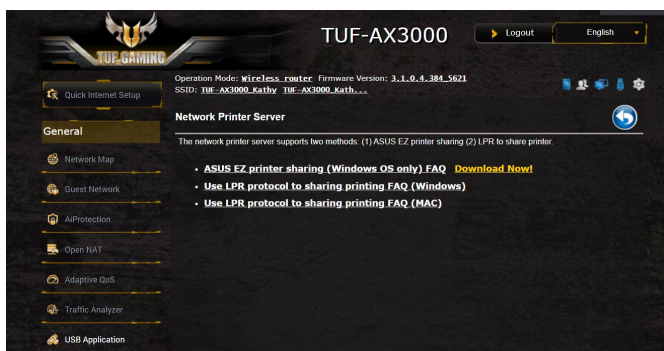 TUF GAMING
TUF-AX3000
Logout
English
Operation Mode: Wireless router Firmware Version: 3.1.0.4.384_5621
SSID: TUF-AX3000_Kathy TUF-AX3000_Kath...
Quick Internet Setup
General
Network Map
Guest Network
AiProtection
Open NAT
Adaptive QoS
Traffic Analyzer
USB Application
Network Printer Server
The network printer server supports two methods: (1) ASUS EZ printer sharing (2) LPR to share printer.
ASUS EZ printer sharing (Windows OS only) FAQ Download Now!
Use LPR protocol to sharing printing FAQ (Windows)
Use LPR protocol to sharing printing FAQ (MAC)